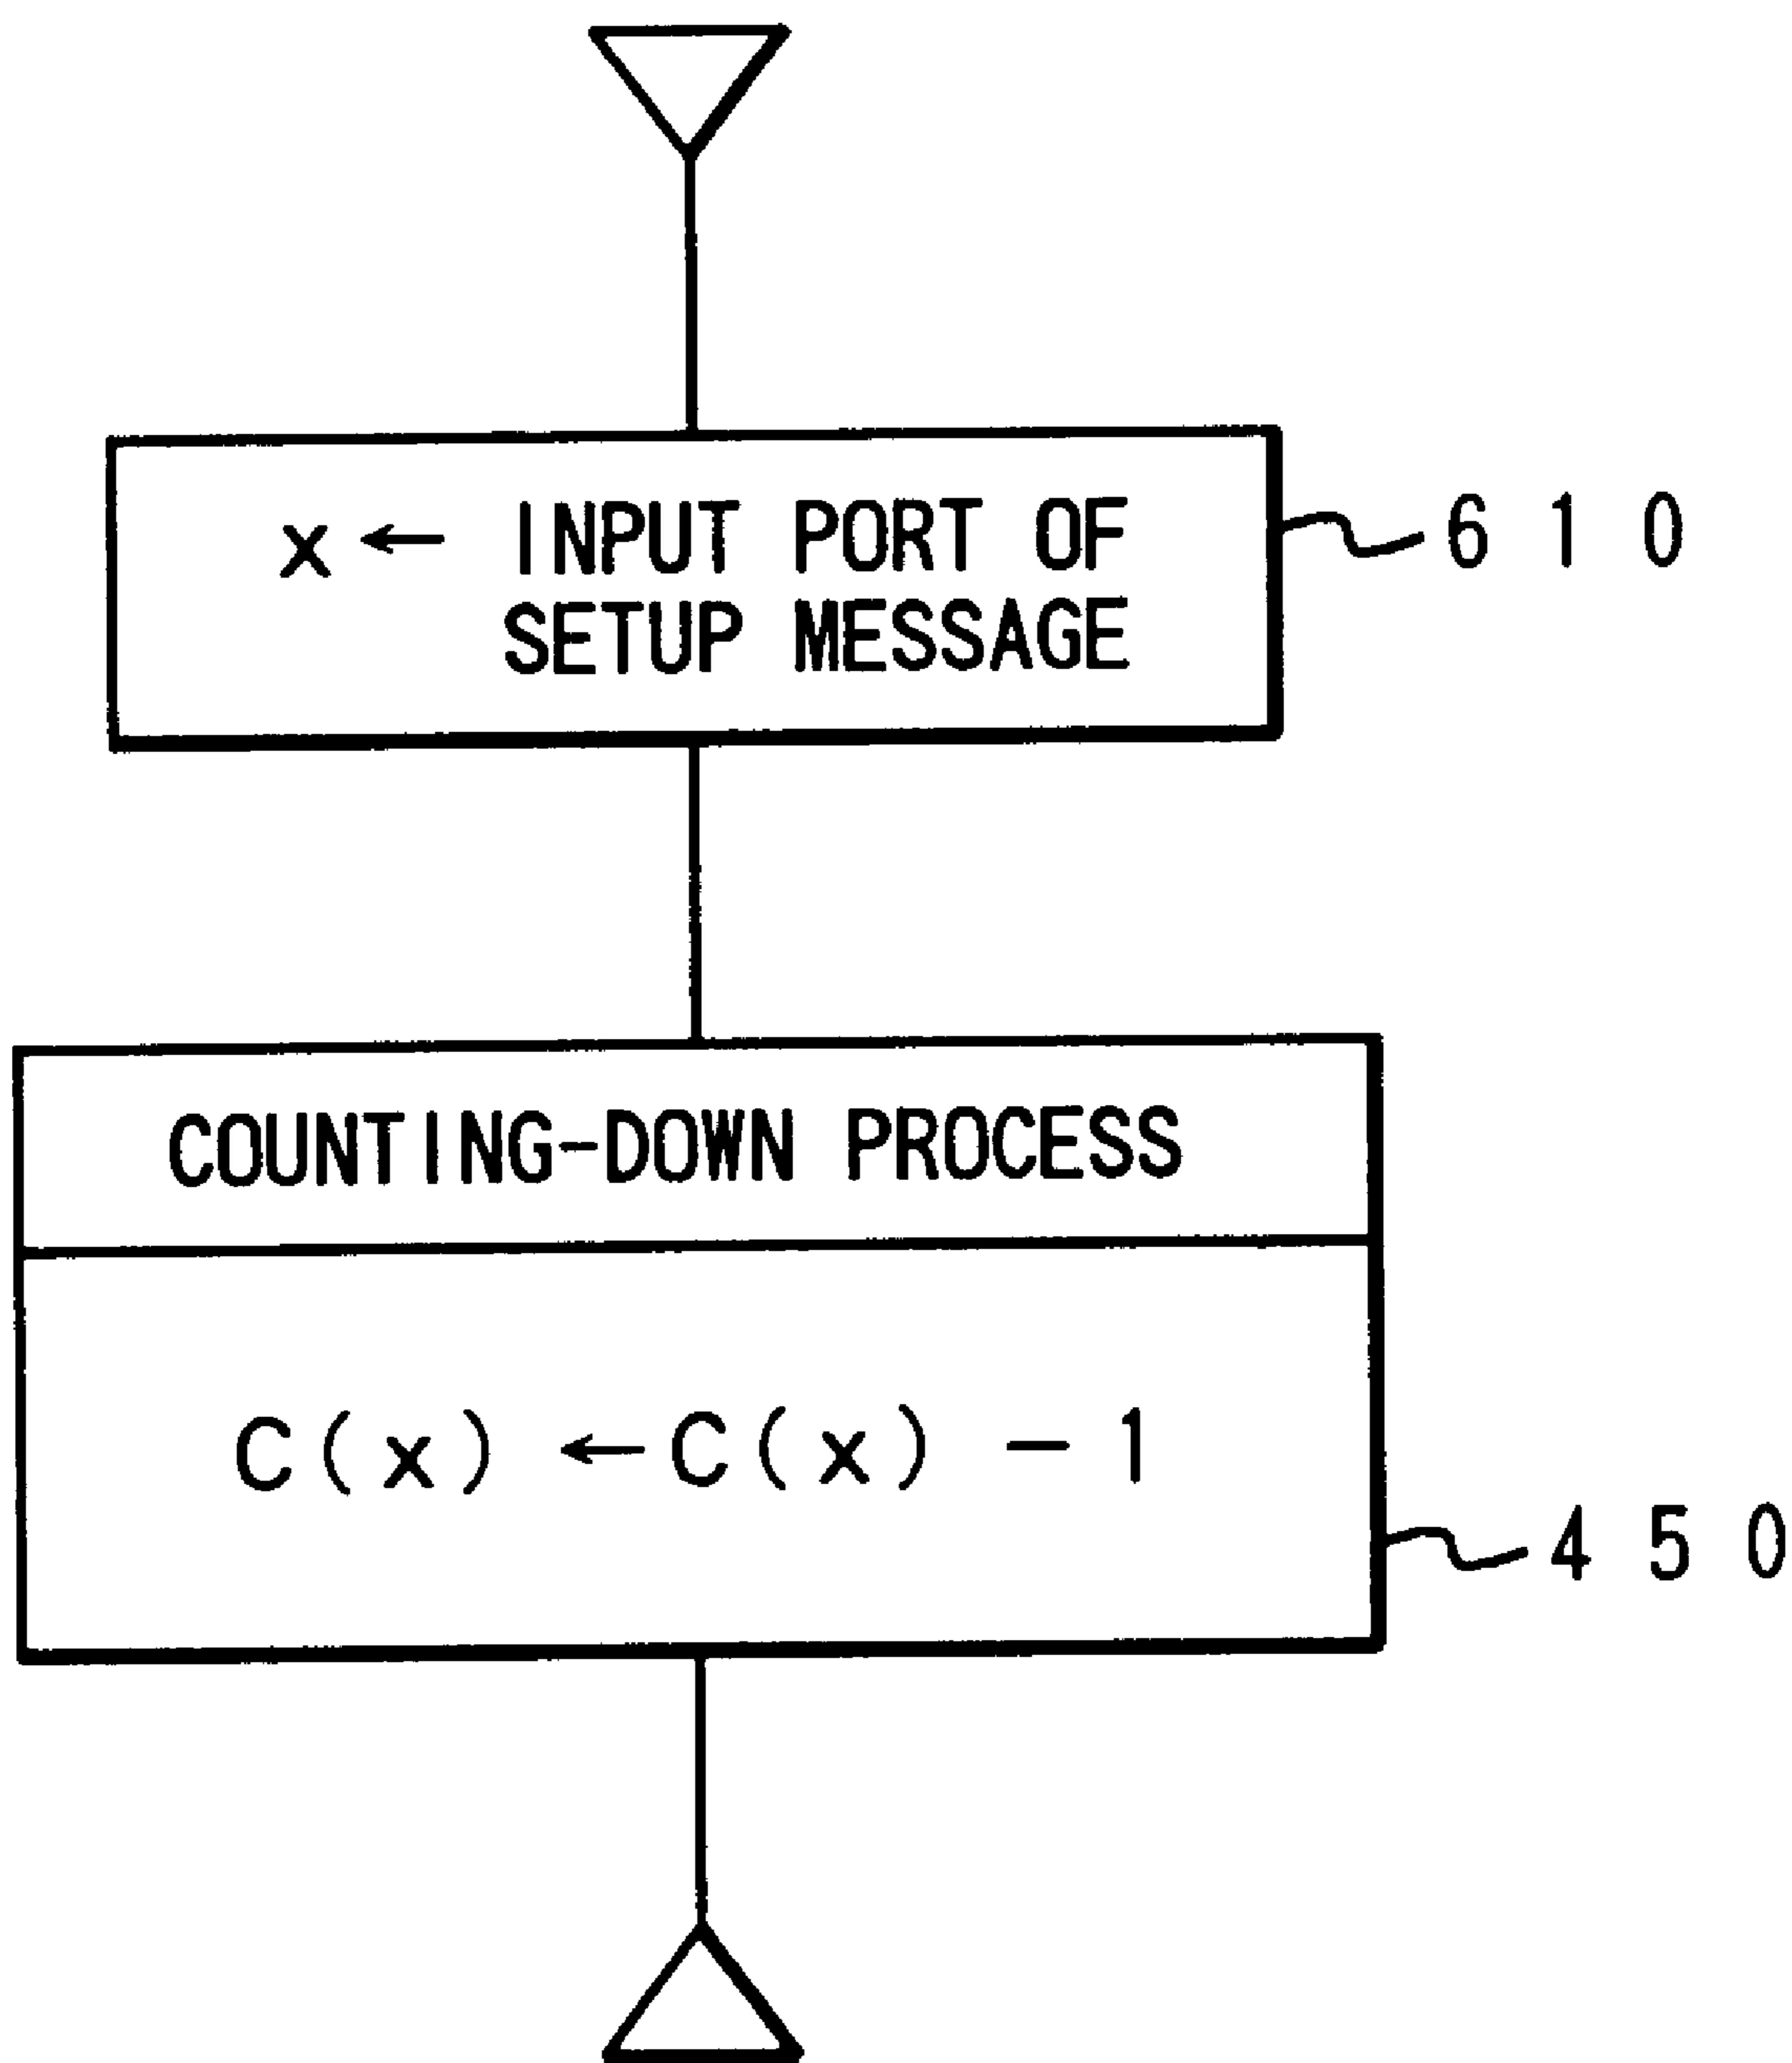 x ← INPUT PORT OF
SETUP MESSAGE
6 1 0
COUNTING-DOWN PROCESS
C(x) ← C(x) - 1
4 5 0